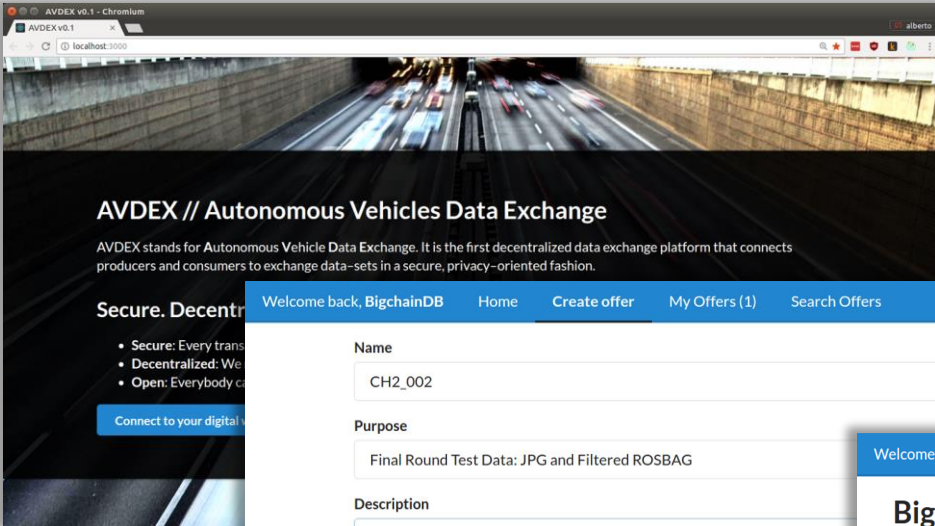 AVDEX v0.1 - Chromium
AVDEX v0.1
alberto
localhost:3000
AVDEX // Autonomous Vehicles Data Exchange
AVDEX stands for Autonomous Vehicle Data Exchange. It is the first decentralized data exchange platform that connects
producers and consumers to exchange data-sets in a secure, privacy-oriented fashion.
Secure. Decentr
• Secure: Every trans
• Decentralized: We
• Open: Everybody ca
Connect to your digital w
Welcome back, BigchainDB Home Create offer My Offers (1) Search Offers
Name
CH2_002
Purpose
Final Round Test Data: JPG and Filtered ROSBAG
Description
Welcome
Big